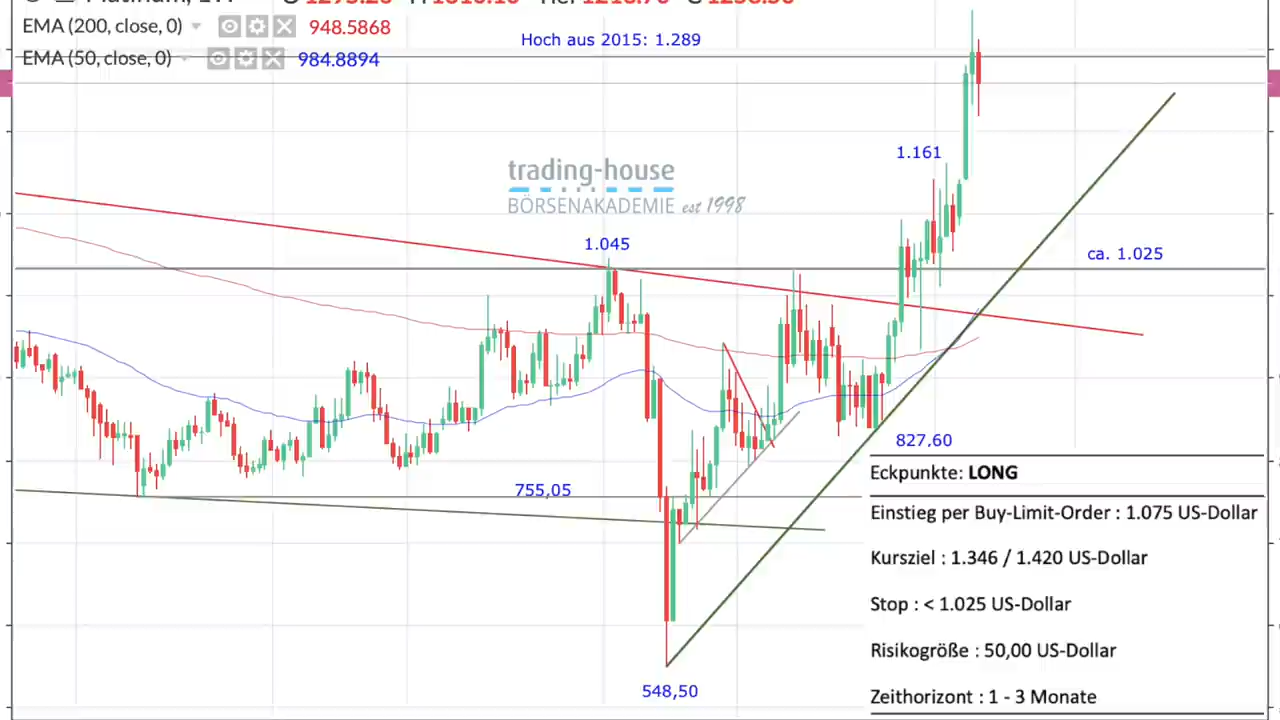 EMA (200, close, 0) 948.5868
Hoch aus 2015: 1.289
EMA (50, close, 0) 984.8894
1.161
trading-house
BÖRSENAKADEMIE est 1998
1.045
ca. 1.025
827,60
Eckpunkte: LONG
755,05
Einstieg per Buy-Limit-Order : 1.075 US-Dollar
Kursziel : 1.346 / 1.420 US-Dollar
Stop : < 1.025 US-Dollar
Risikogröße : 50,00 US-Dollar
548,50
Zeithorizont : 1 - 3 Monate